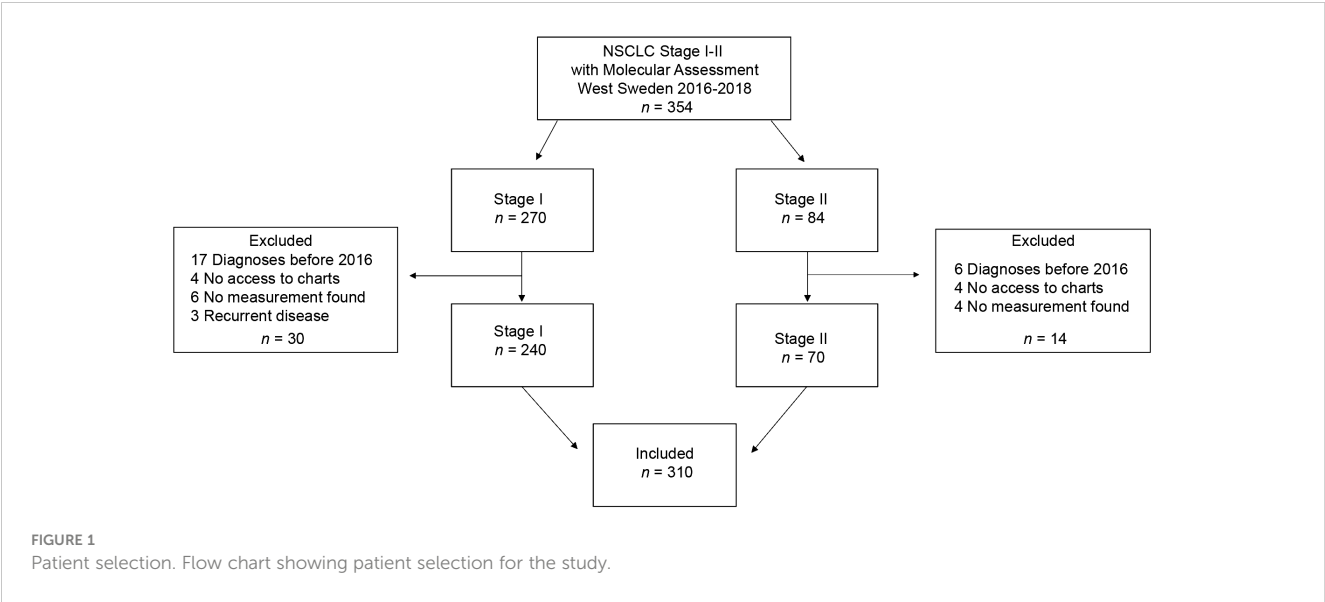 NSCLC Stage I-II
with Molecular Assessment
West Sweden 2016-2018
n = 354
Stage I
n = 270
Stage II
n = 84
Excluded
17 Diagnoses before 2016
4 No access to charts
6 No measurement found
3 Recurrent disease
n = 30
Excluded
6 Diagnoses before 2016
4 No access to charts
4 No measurement found
n = 14
Stage I
n = 240
Stage II
n = 70
Included
n = 310
FIGURE 1
Patient selection. Flow chart showing patient selection for the study.